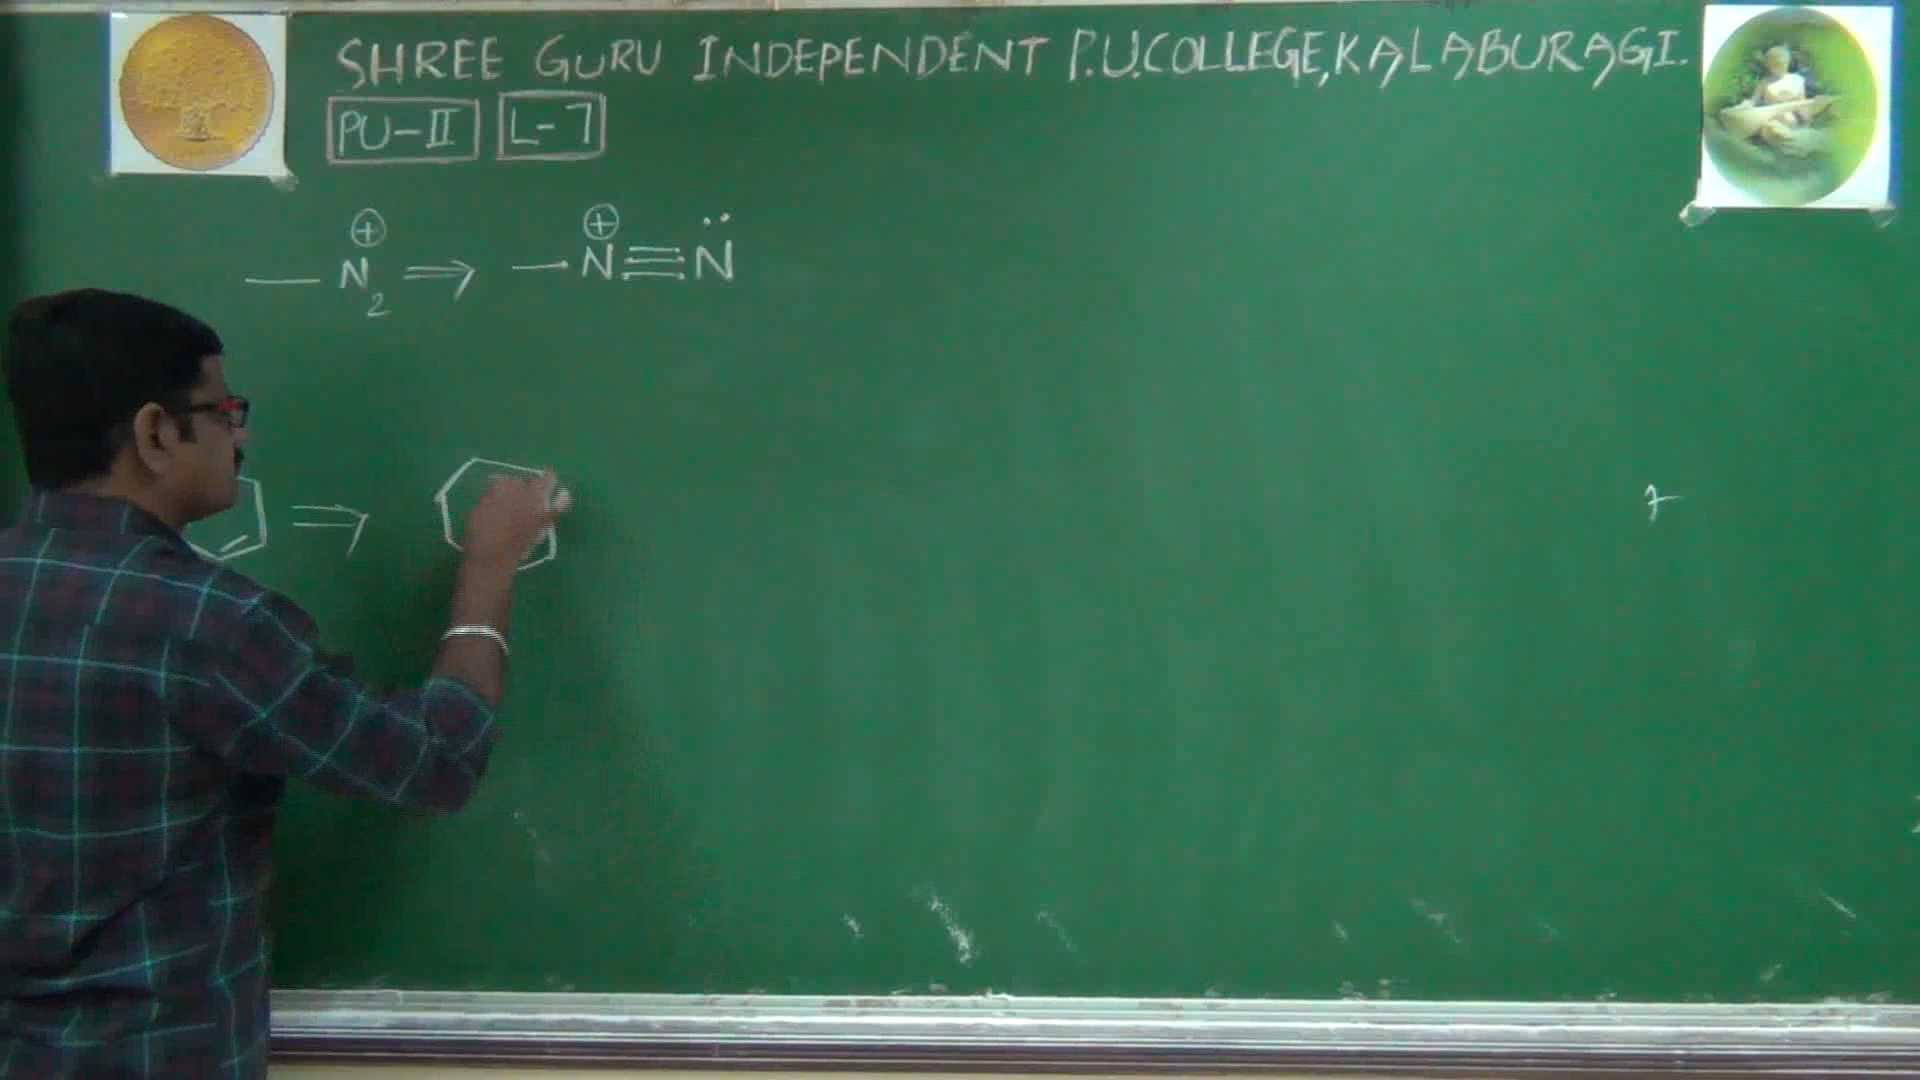 SHREE GURU INDEPENDENT P.U.COLLEGE, KALABURAGI.
PU-II L-7
— N₂⊕ ⇒ — N⊕≡N̈
⇒